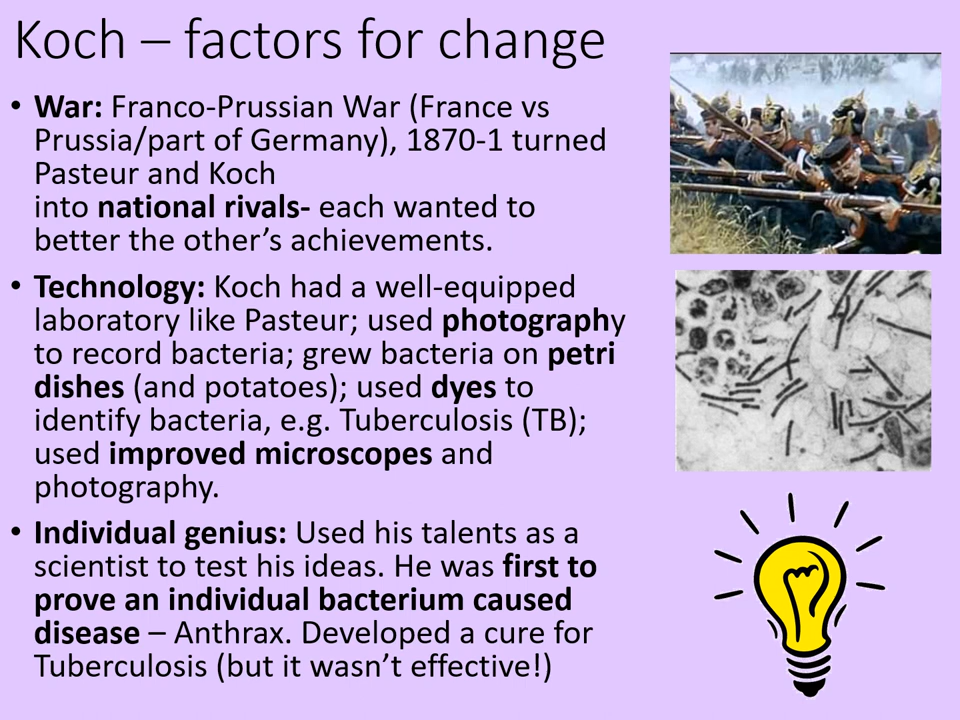 Koch – factors for change
• War: Franco-Prussian War (France vs
Prussia/part of Germany), 1870-1 turned
Pasteur and Koch
into national rivals- each wanted to
better the other’s achievements.
• Technology: Koch had a well-equipped
laboratory like Pasteur; used photography
to record bacteria; grew bacteria on petri
dishes (and potatoes); used dyes to
identify bacteria, e.g. Tuberculosis (TB);
used improved microscopes and
photography.
• Individual genius: Used his talents as a
scientist to test his ideas. He was first to
prove an individual bacterium caused
disease – Anthrax. Developed a cure for
Tuberculosis (but it wasn’t effective!)